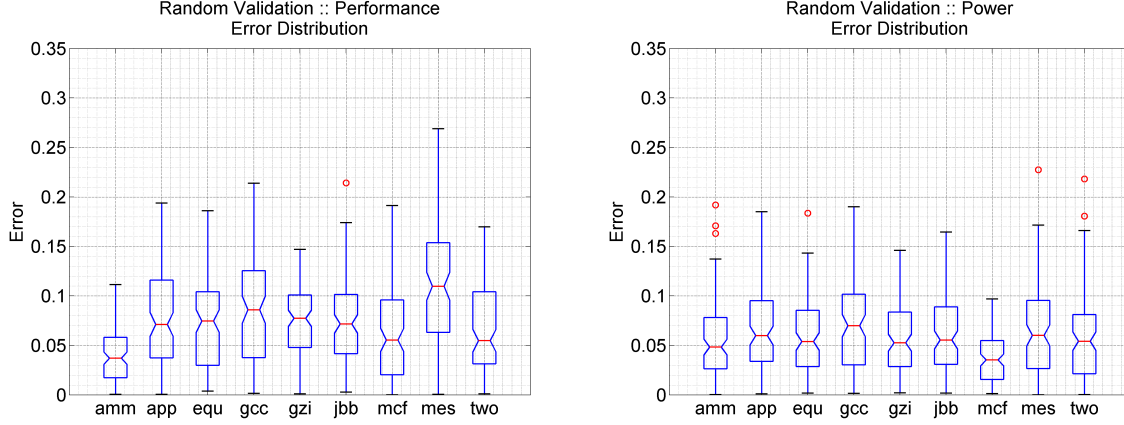 Random Validation :: Performance
Error Distribution
0.35
0.3
0.25
0.2
0.15
0.1
0.05
0
Error
amm app equ gcc gzi jbb mcf mes two
Random Validation :: Power
Error Distribution
0.35
0.3
0.25
0.2
0.15
0.1
0.05
0
Error
amm app equ gcc gzi jbb mcf mes two